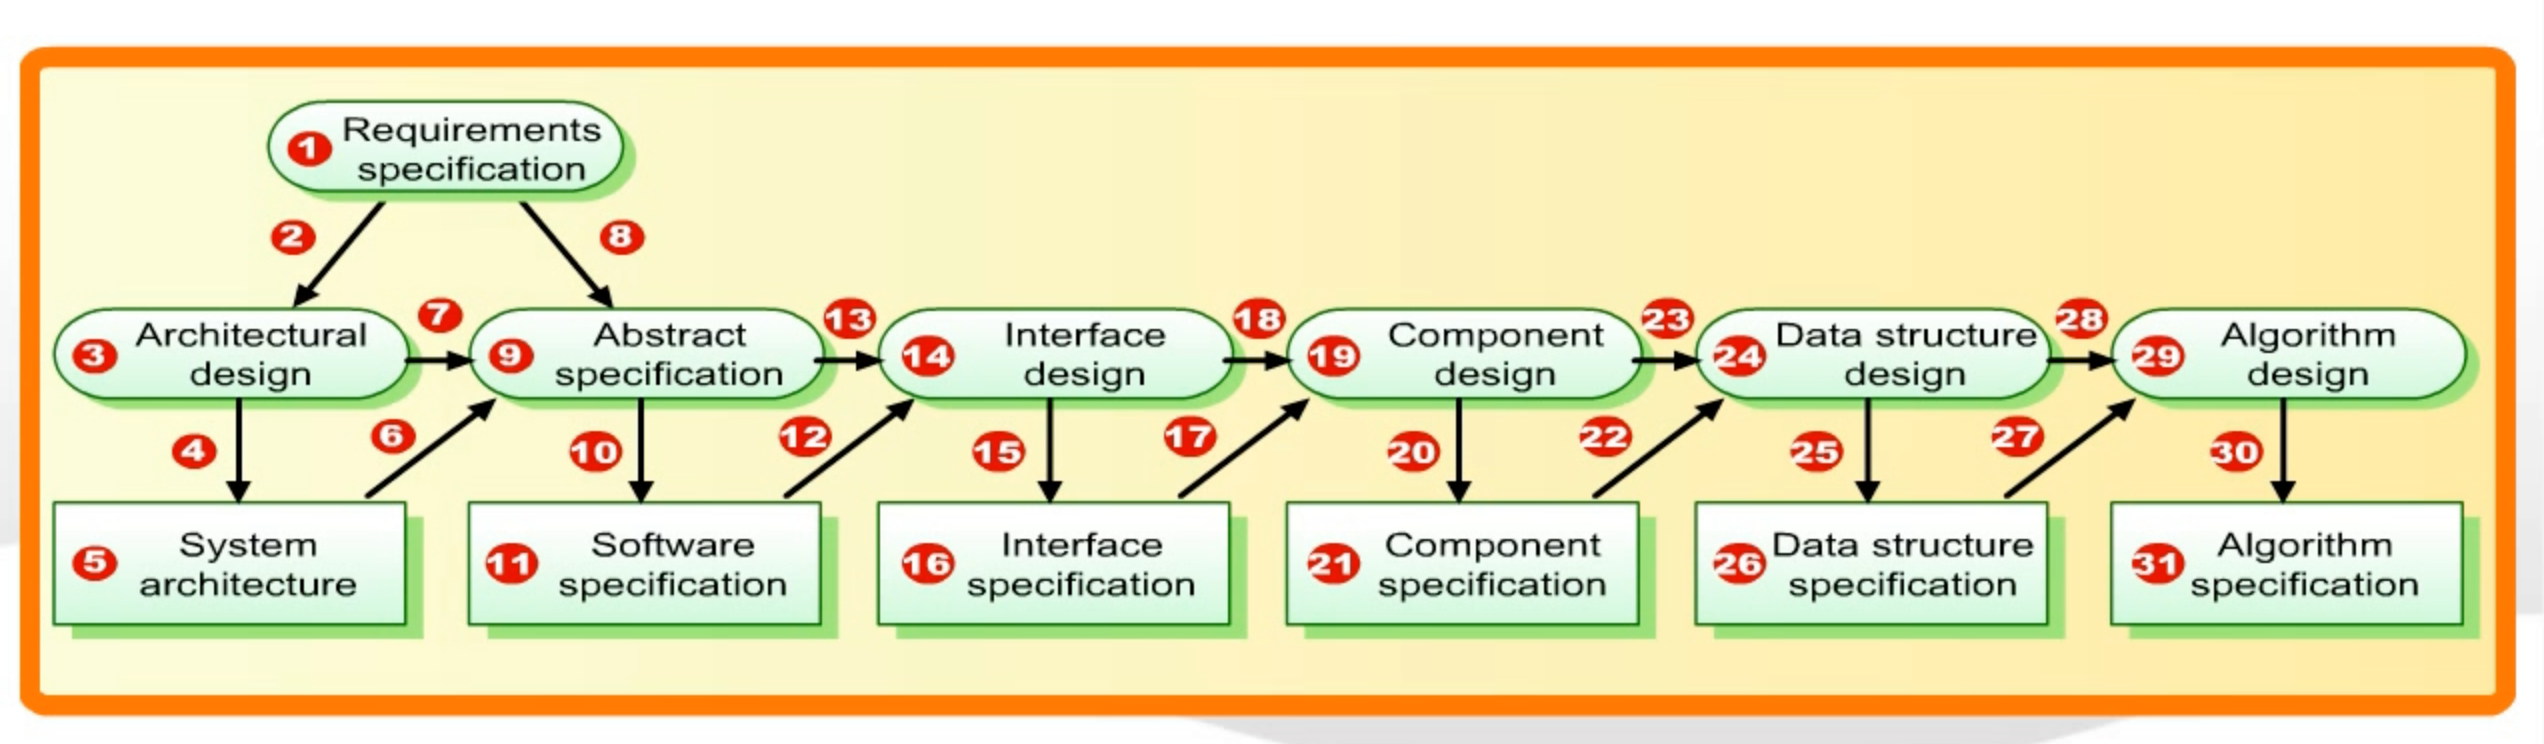 1 Requirements
specification
2
8
3 Architectural
design
7
9 Abstract
specification
13
14 Interface
design
18
19 Component
design
23
24 Data structure
design
28
29 Algorithm
design
4
6
10
12
15
17
20
22
25
27
30
5 System
architecture
11 Software
specification
16 Interface
specification
21 Component
specification
26 Data structure
specification
31 Algorithm
specification